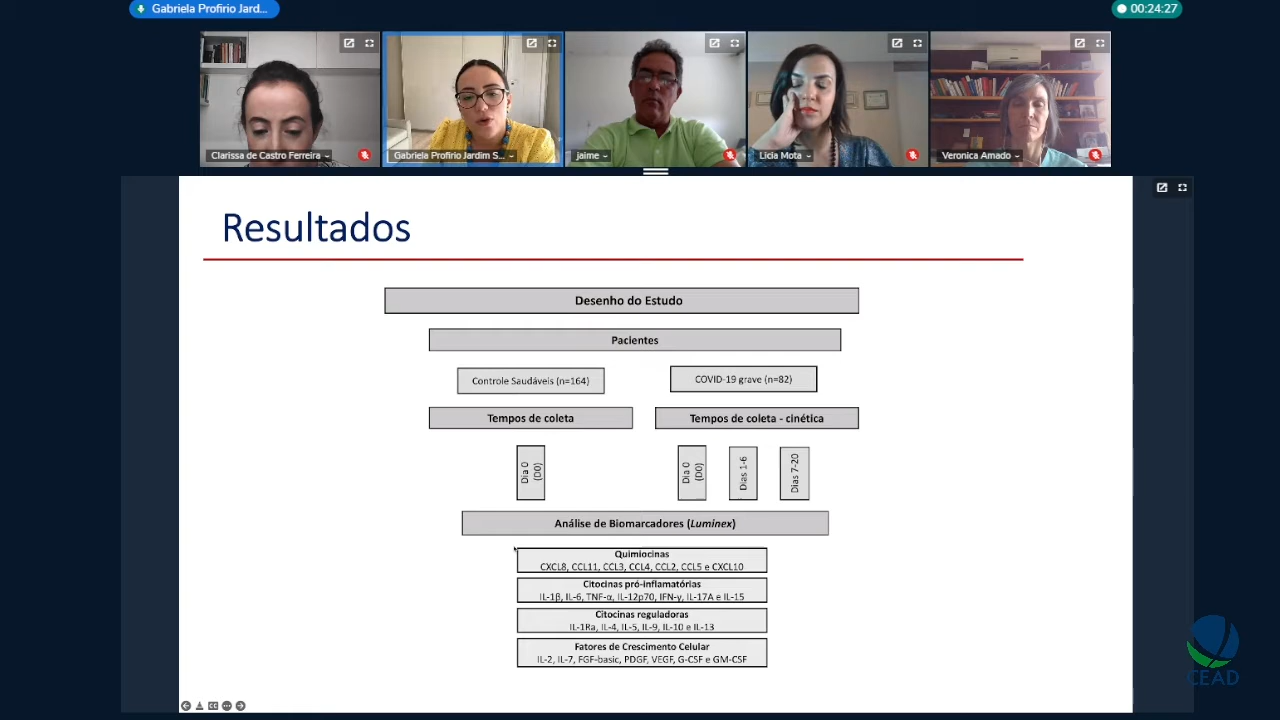 Gabriela Profirio Jard...
00:24:27
Clarissa de Castro Ferreira
Gabriela Profirio Jardim S...
jaime
Licia Mota
Veronica Amado
Resultados
Desenho do Estudo
Pacientes
Controle Saudáveis (n=164)
COVID-19 grave (n=82)
Tempos de coleta
Tempos de coleta - cinética
Dia 0
(D0)
Dia 0
(D0)
Dias 1-6
Dias 7-20
Análise de Biomarcadores (Luminex)
Quimiocinas
CXCL8, CCL11, CCL3, CCL4, CCL2, CCL5 e CXCL10
Citocinas pró-inflamatórias
IL-1β, IL-6, TNF-α, IL-12p70, IFN-γ, IL-17A e IL-15
Citocinas reguladoras
IL-1Ra, IL-4, IL-5, IL-9, IL-10 e IL-13
Fatores de Crescimento Celular
IL-2, IL-7, FGF-basic, PDGF, VEGF, G-CSF e GM-CSF
CEAD